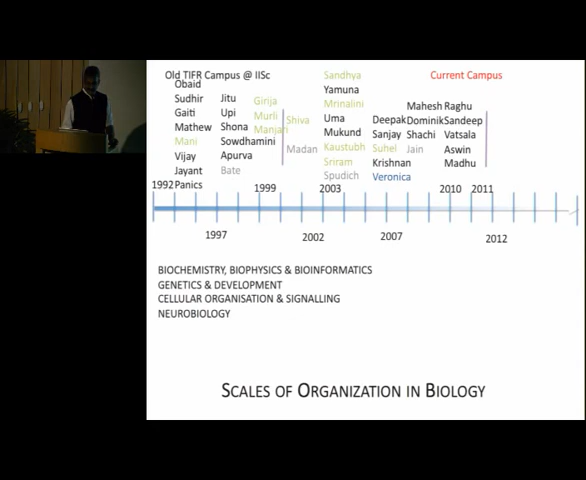 Old TIFR Campus @ IISc
Obaid
Sudhir
Gaiti
Mathew
Mani
Vijay
Jayant
Panics
Jitu
Upi
Shona
Sowdhamini
Apurva
Bate
Girija
Murli
Manjari
Shiva
Madan
Sandhya
Yamuna
Mrinalini
Uma
Mukund
Kaustubh
Sriram
Spudich
Deepak
Sanjay
Suhel
Krishnan
Veronica
Current Campus
Mahesh
Dominik
Shachi
Jain
Raghu
Sandeep
Vatsala
Aswin
Madhu
1992
1999
2003
2010
2011
1997
2002
2007
2012
BIOCHEMISTRY, BIOPHYSICS & BIOINFORMATICS
GENETICS & DEVELOPMENT
CELLULAR ORGANISATION & SIGNALLING
NEUROBIOLOGY
SCALES OF ORGANIZATION IN BIOLOGY